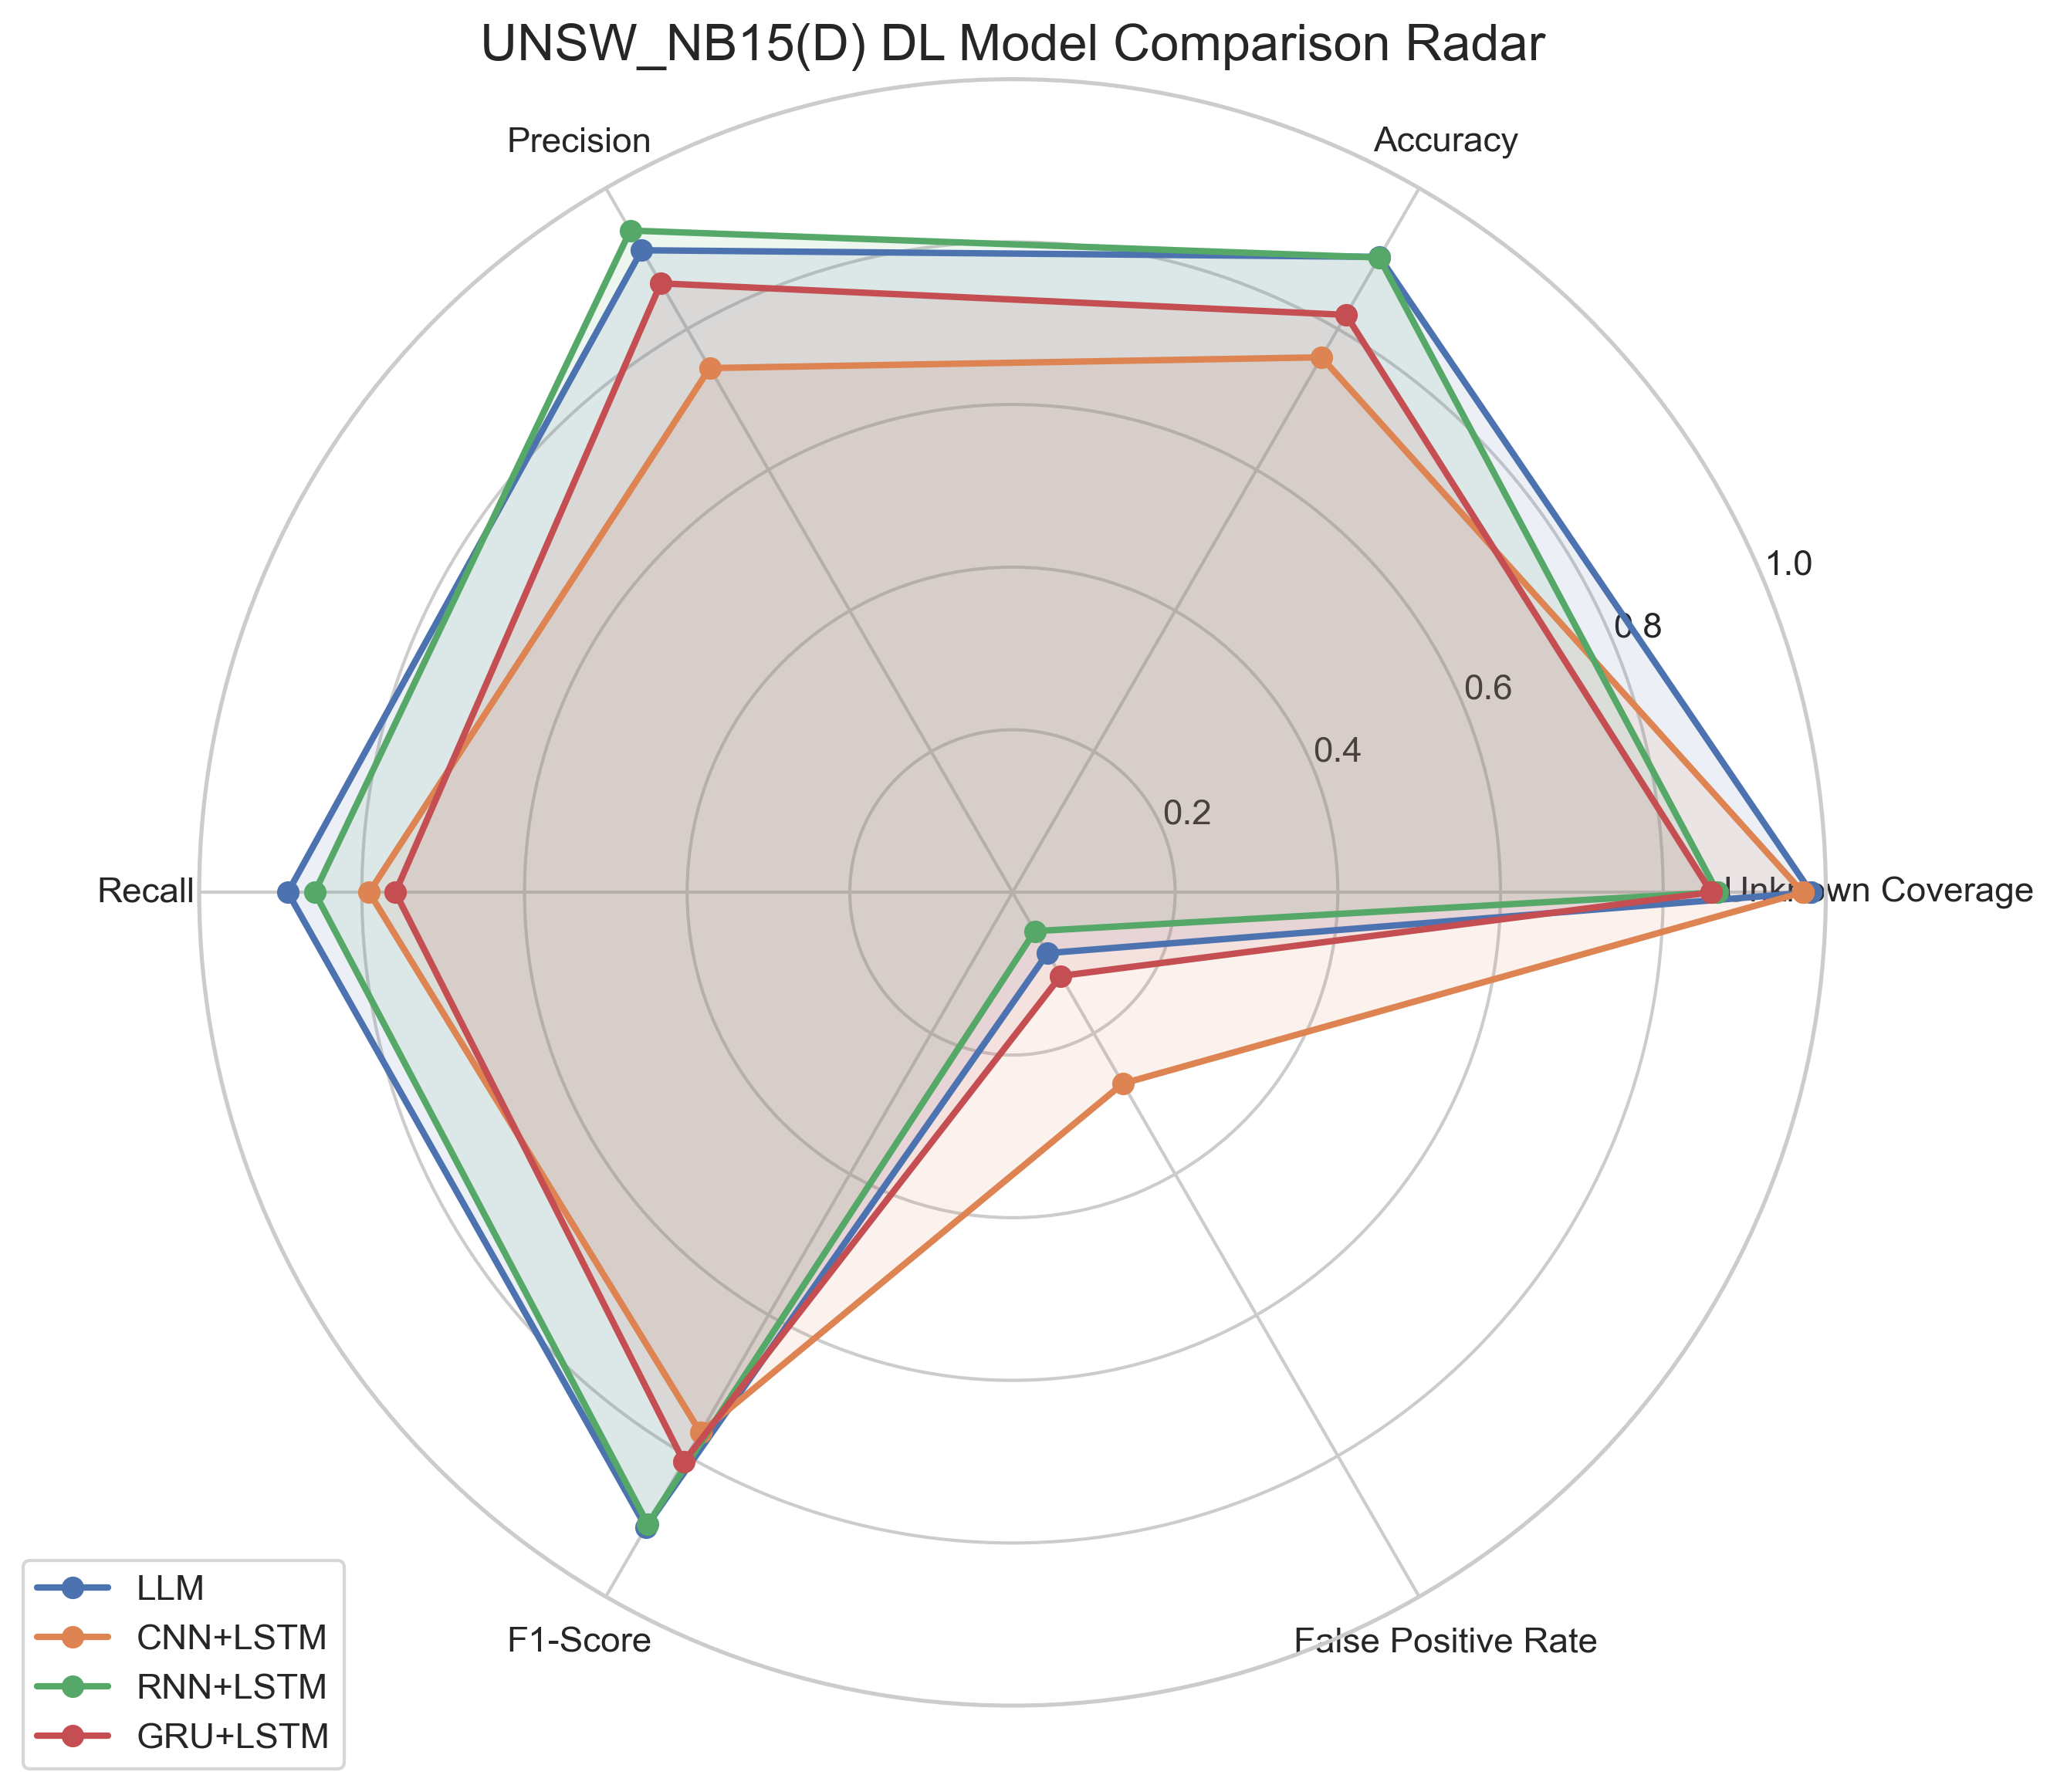 UNSW_NB15(D) DL Model Comparison Radar
Precision
Accuracy
1.0
0.8
0.6
0.4
0.2
Recall
Unknown Coverage
F1-Score
False Positive Rate
LLM
CNN+LSTM
RNN+LSTM
GRU+LSTM